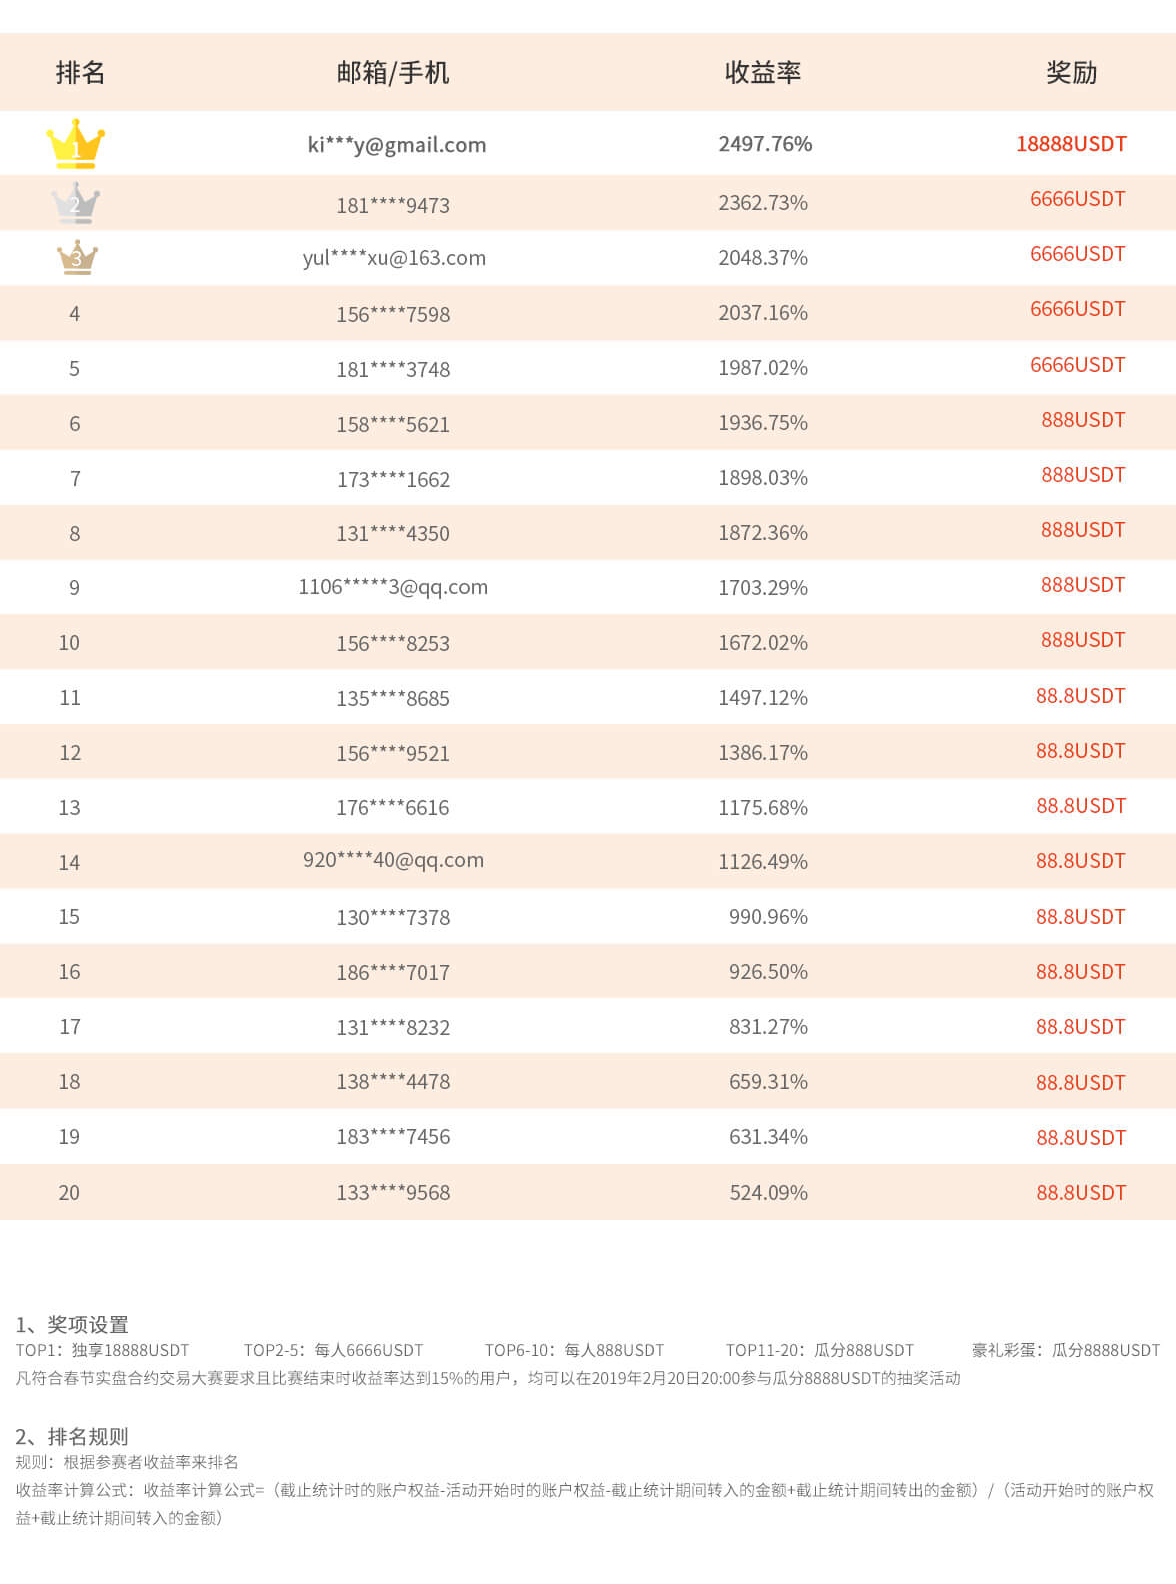 排名 邮箱/手机 收益率 奖励
1 ki***y@gmail.com 2497.76% 18888USDT
2 181****9473 2362.73% 6666USDT
3 yul****xu@163.com 2048.37% 6666USDT
4 156****7598 2037.16% 6666USDT
5 181****3748 1987.02% 6666USDT
6 158****5621 1936.75% 888USDT
7 173****1662 1898.03% 888USDT
8 131****4350 1872.36% 888USDT
9 1106*****3@qq.com 1703.29% 888USDT
10 156****8253 1672.02% 888USDT
11 135****8685 1497.12% 88.8USDT
12 156****9521 1386.17% 88.8USDT
13 176****6616 1175.68% 88.8USDT
14 920****40@qq.com 1126.49% 88.8USDT
15 130****7378 990.96% 88.8USDT
16 186****7017 926.50% 88.8USDT
17 131****8232 831.27% 88.8USDT
18 138****4478 659.31% 88.8USDT
19 183****7456 631.34% 88.8USDT
20 133****9568 524.09% 88.8USDT
1、奖项设置
TOP1：独享18888USDT TOP2-5：每人6666USDT TOP6-10：每人888USDT TOP11-20：瓜分888USDT 豪礼彩蛋：瓜分8888USDT
凡符合春节实盘合约交易大赛要求且比赛结束时收益率达到15%的用户，均可以在2019年2月20日20:00参与瓜分8888USDT的抽奖活动
2、排名规则
规则：根据参赛者收益率来排名
收益率计算公式：收益率计算公式=（截止统计时的账户权益-活动开始时的账户权益-截止统计期间转入的金额+截止统计期间转出的金额）/（活动开始时的账户权
益+截止统计期间转入的金额）